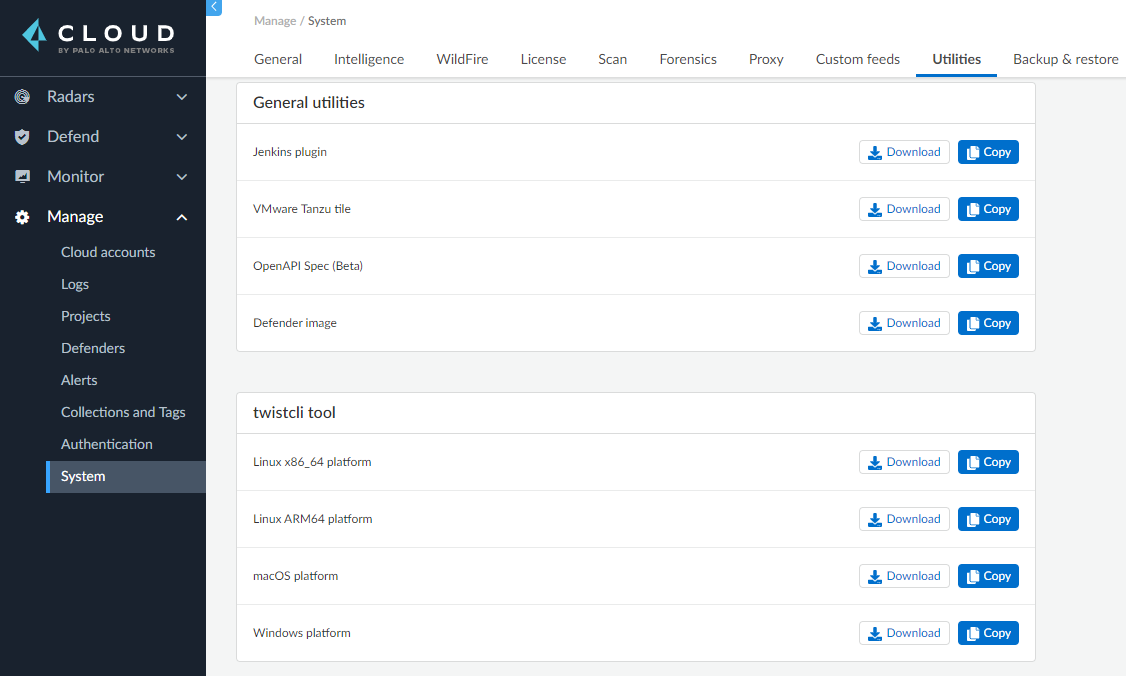 CLOUD
BY PALO ALTO NETWORKS
Radars
Defend
Monitor
Manage
Cloud accounts
Logs
Projects
Defenders
Alerts
Collections and Tags
Authentication
System
Manage / System
General Intelligence WildFire License Scan Forensics Proxy Custom feeds Utilities Backup & restore
General utilities
Jenkins plugin Download Copy
VMware Tanzu tile Download Copy
OpenAPI Spec (Beta) Download Copy
Defender image Download Copy
twistcli tool
Linux x86_64 platform Download Copy
Linux ARM64 platform Download Copy
macOS platform Download Copy
Windows platform Download Copy